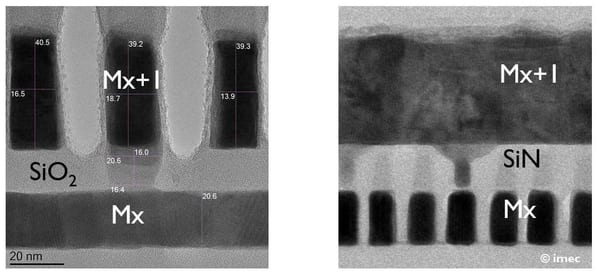 40.5
39.2
39.3
Mx+1
16.5
18.7
13.9
16.0
20.6
SiO2
16.4
Mx
20.6
20 nm
Mx+1
SiN
Mx
© imec